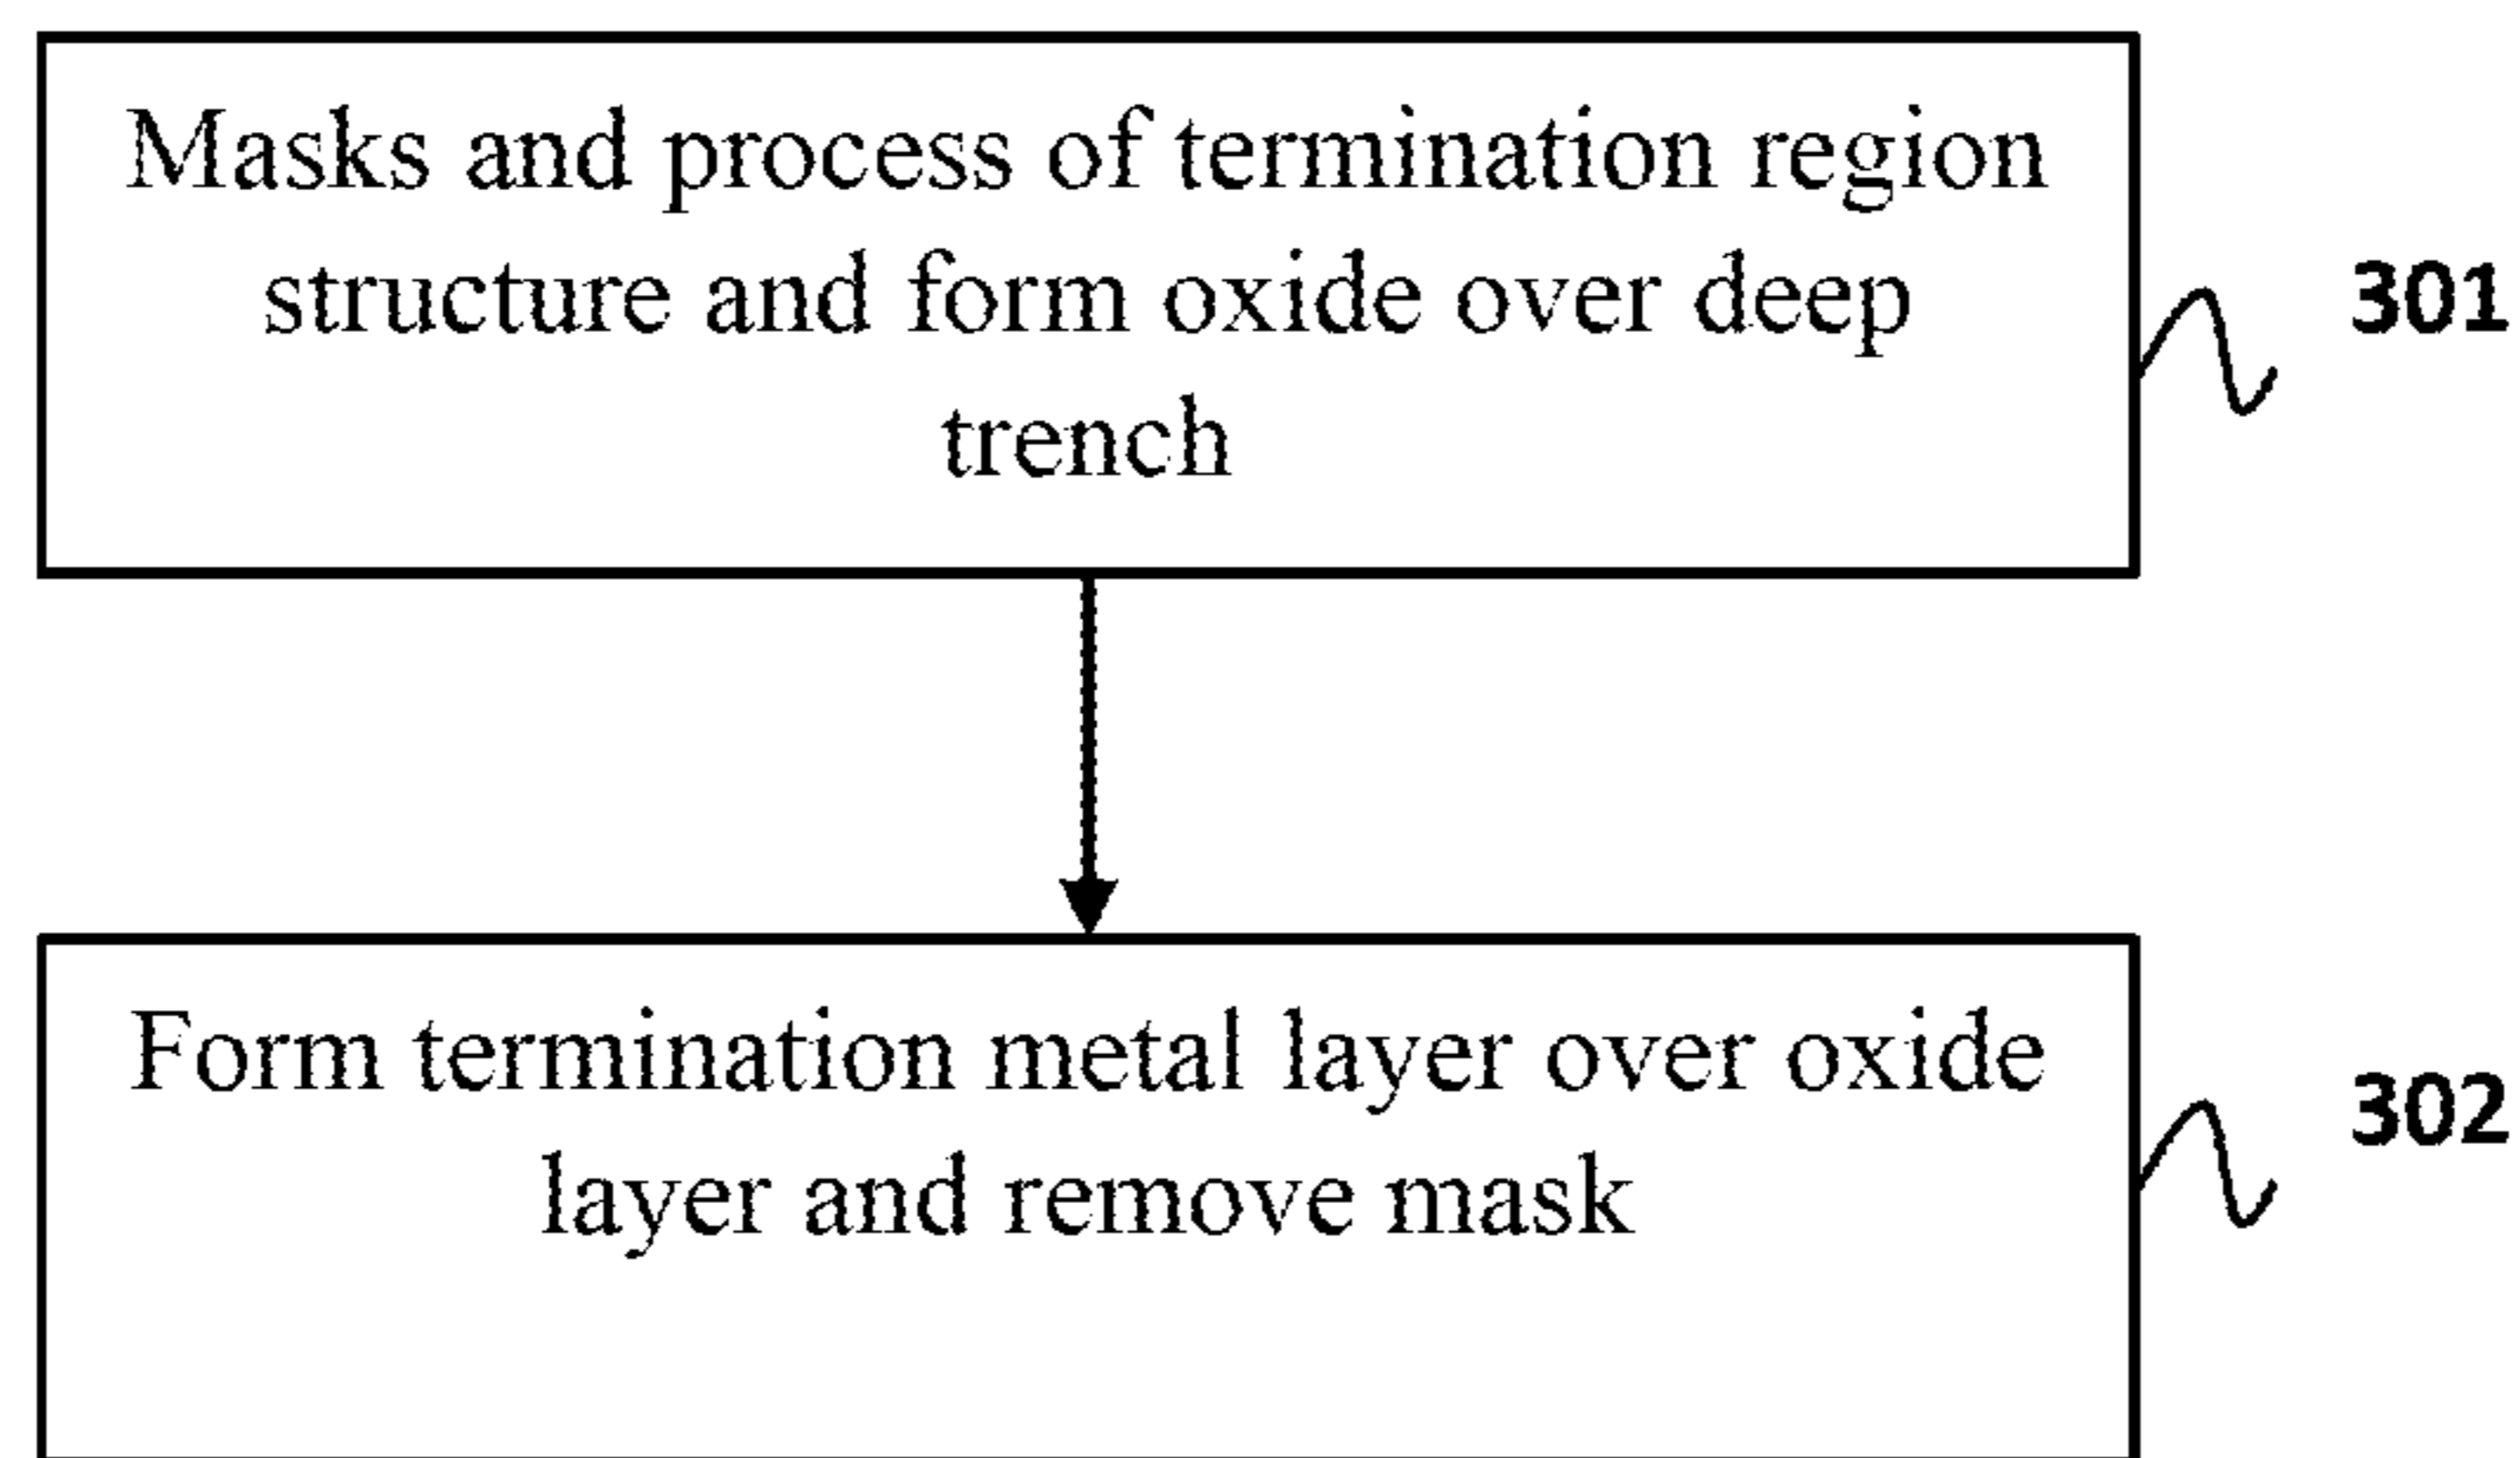 Masks and process of termination region
structure and form oxide over deep
trench
301
Form termination metal layer over oxide
layer and remove mask
302